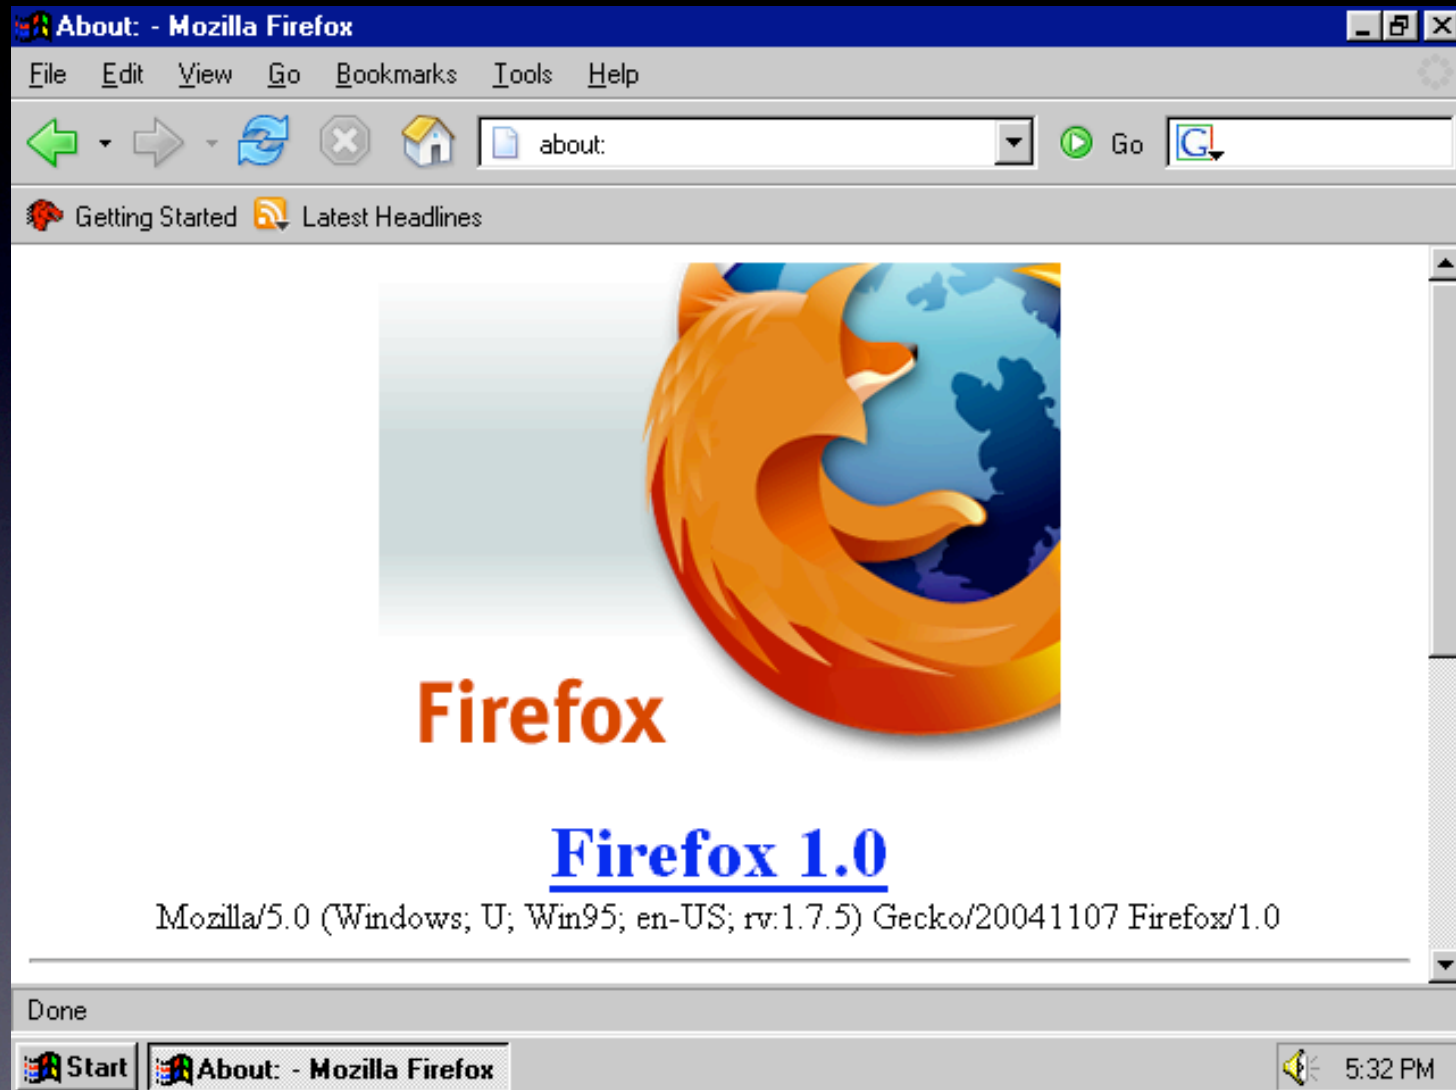 About: - Mozilla Firefox
File Edit View Go Bookmarks Tools Help
about: Go G
Getting Started Latest Headlines
Firefox
Firefox 1.0
Mozilla/5.0 (Windows; U; Win95; en-US; rv:1.7.5) Gecko/20041107 Firefox/1.0
Done
Start About: - Mozilla Firefox 5:32 PM